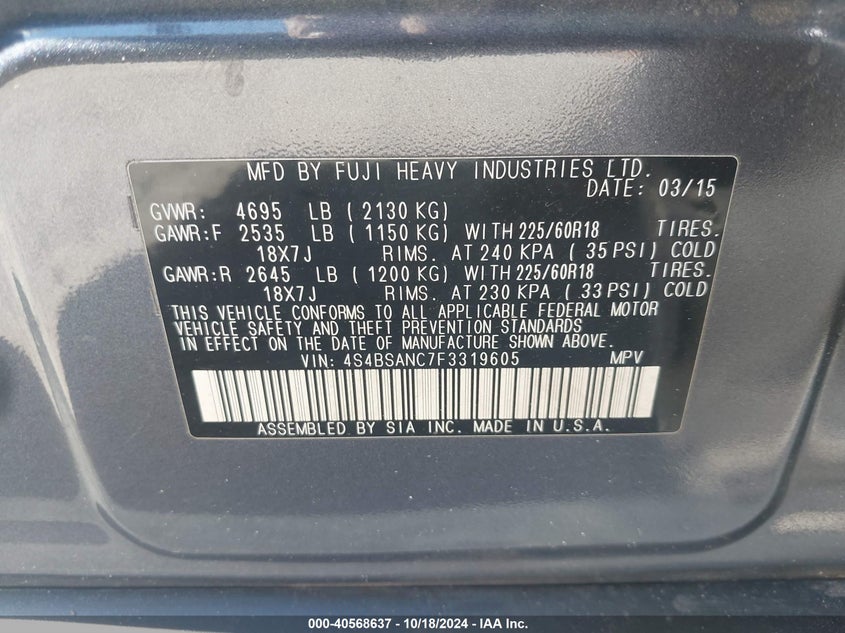 MFD BY FUJI HEAVY INDUSTRIES LTD.
DATE: 03/15
GVWR: 4695 LB ( 2130 KG)
GAWR:F 2535 LB ( 1150 KG) WITH 225/60R18 TIRES.
18X7J RIMS. AT 240 KPA ( 35 PSI) COLD
GAWR:R 2645 LB ( 1200 KG) WITH 225/60R18 TIRES.
18X7J RIMS. AT 230 KPA ( 33 PSI) COLD
THIS VEHICLE CONFORMS TO ALL APPLICABLE FEDERAL MOTOR
VEHICLE SAFETY AND THEFT PREVENTION STANDARDS
IN EFFECT ON THE DATE OF MANUFACTURE SHOWN ABOVE.
VIN: 4S4BSANC7F3319605 MPV
ASSEMBLED BY SIA INC. MADE IN U.S.A.
000-40568637 - 10/18/2024 - IAA Inc.